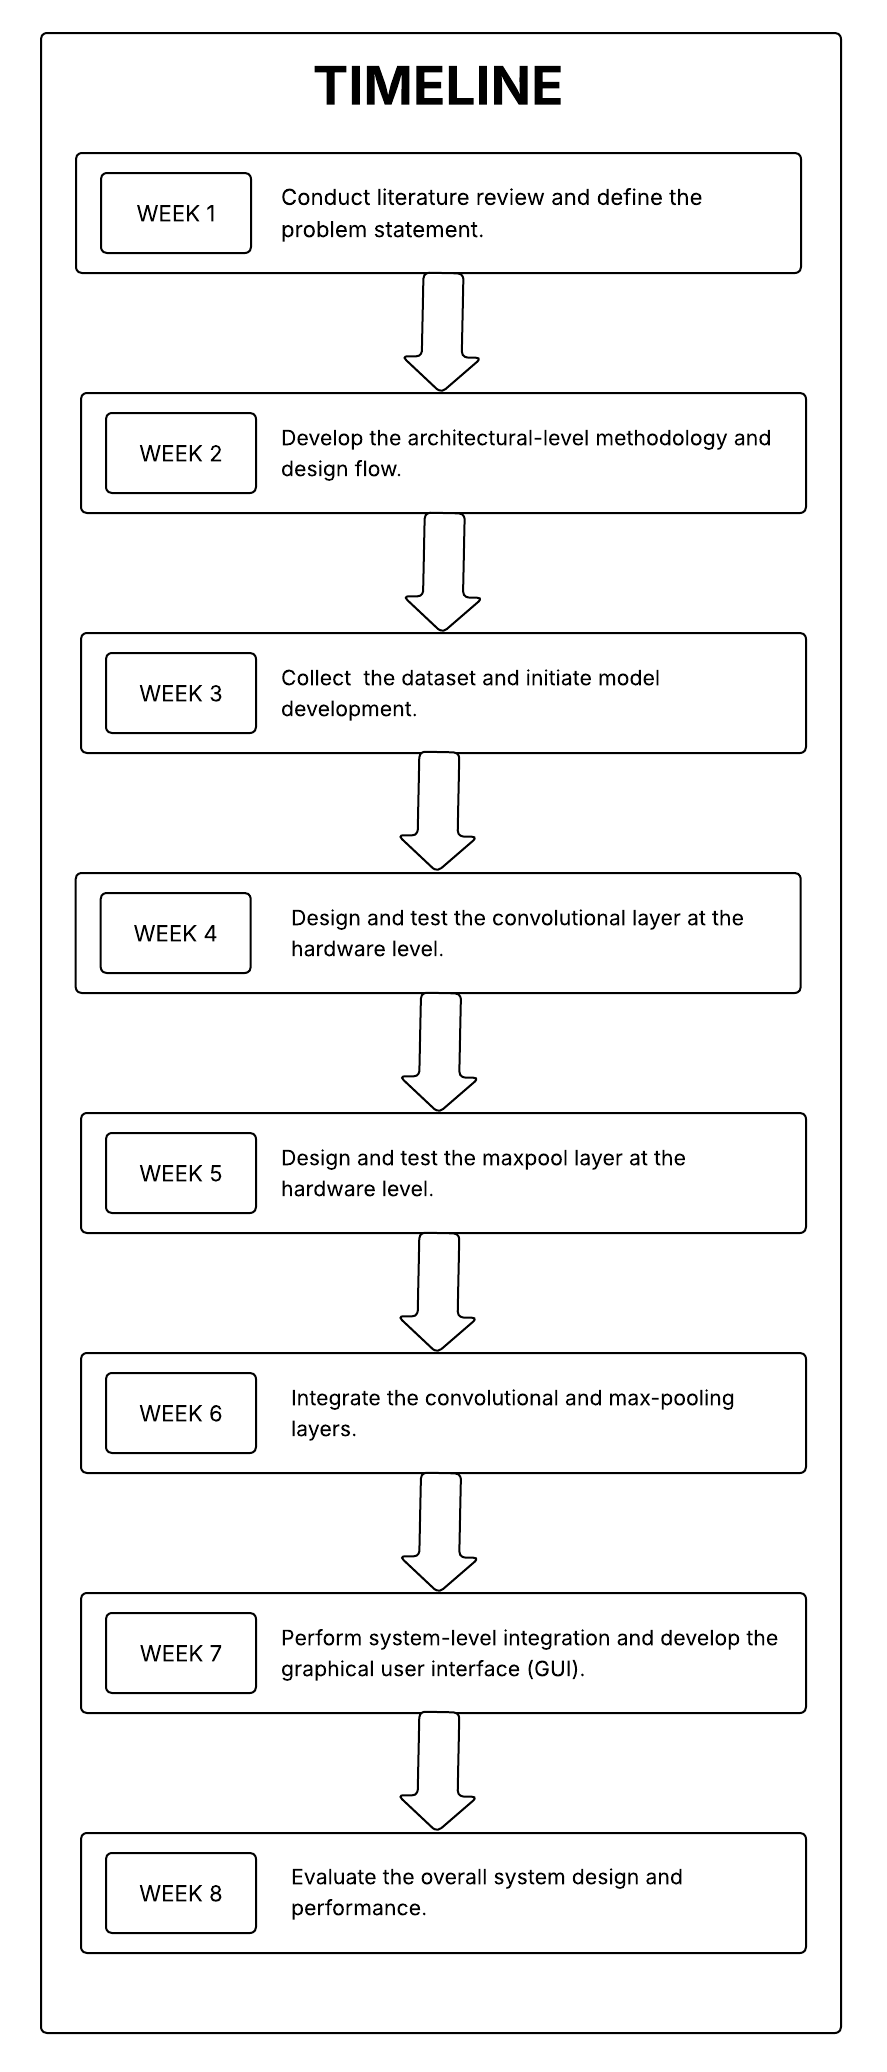 TIMELINE
WEEK 1
Conduct literature review and define the
problem statement.
WEEK 2
Develop the architectural-level methodology and
design flow.
WEEK 3
Collect  the dataset and initiate model
development.
WEEK 4
Design and test the convolutional layer at the
hardware level.
WEEK 5
Design and test the maxpool layer at the
hardware level.
WEEK 6
Integrate the convolutional and max-pooling
layers.
WEEK 7
Perform system-level integration and develop the
graphical user interface (GUI).
WEEK 8
Evaluate the overall system design and
performance.